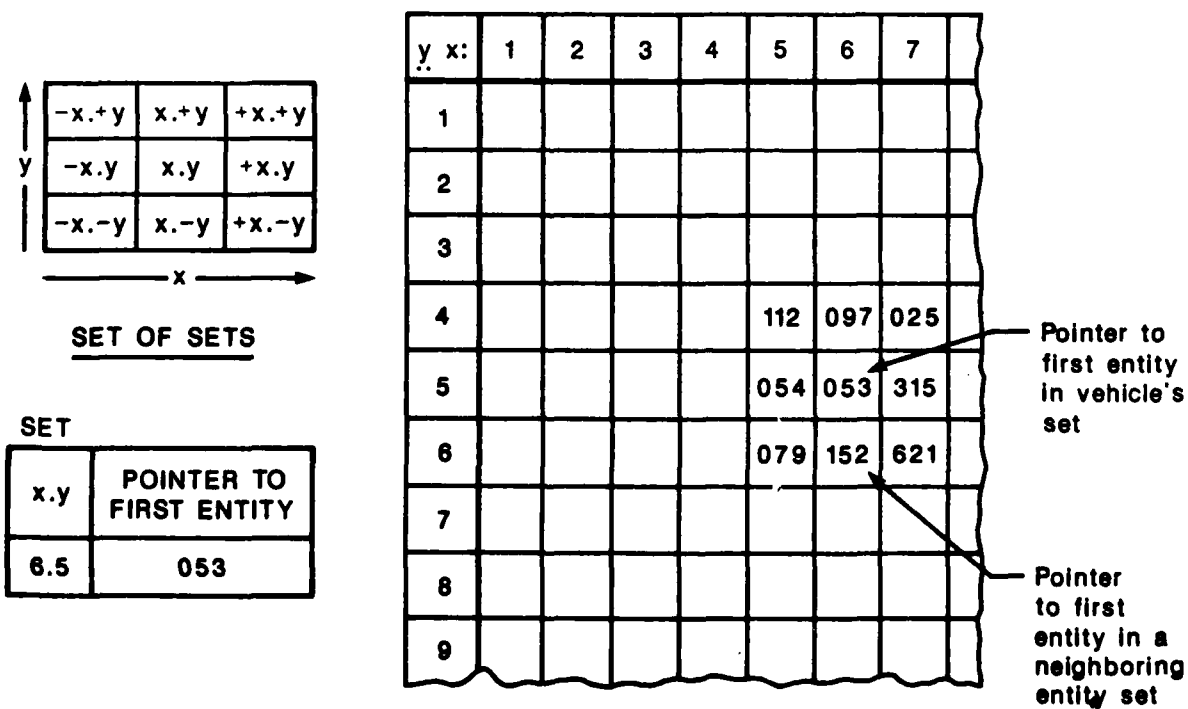 -x.+y x.+y +x.+y
-x.y x.y +x.y
-x.-y x.-y +x.-y
y
x
SET OF SETS
SET
x.y POINTER TO
FIRST ENTITY
6.5 053
y x: 1 2 3 4 5 6 7
1
2
3
4 112 097 025
5 054 053 315
6 079 152 621
7
8
9
Pointer to
first entity
in vehicle's
set
Pointer
to first
entity in a
neighboring
entity set